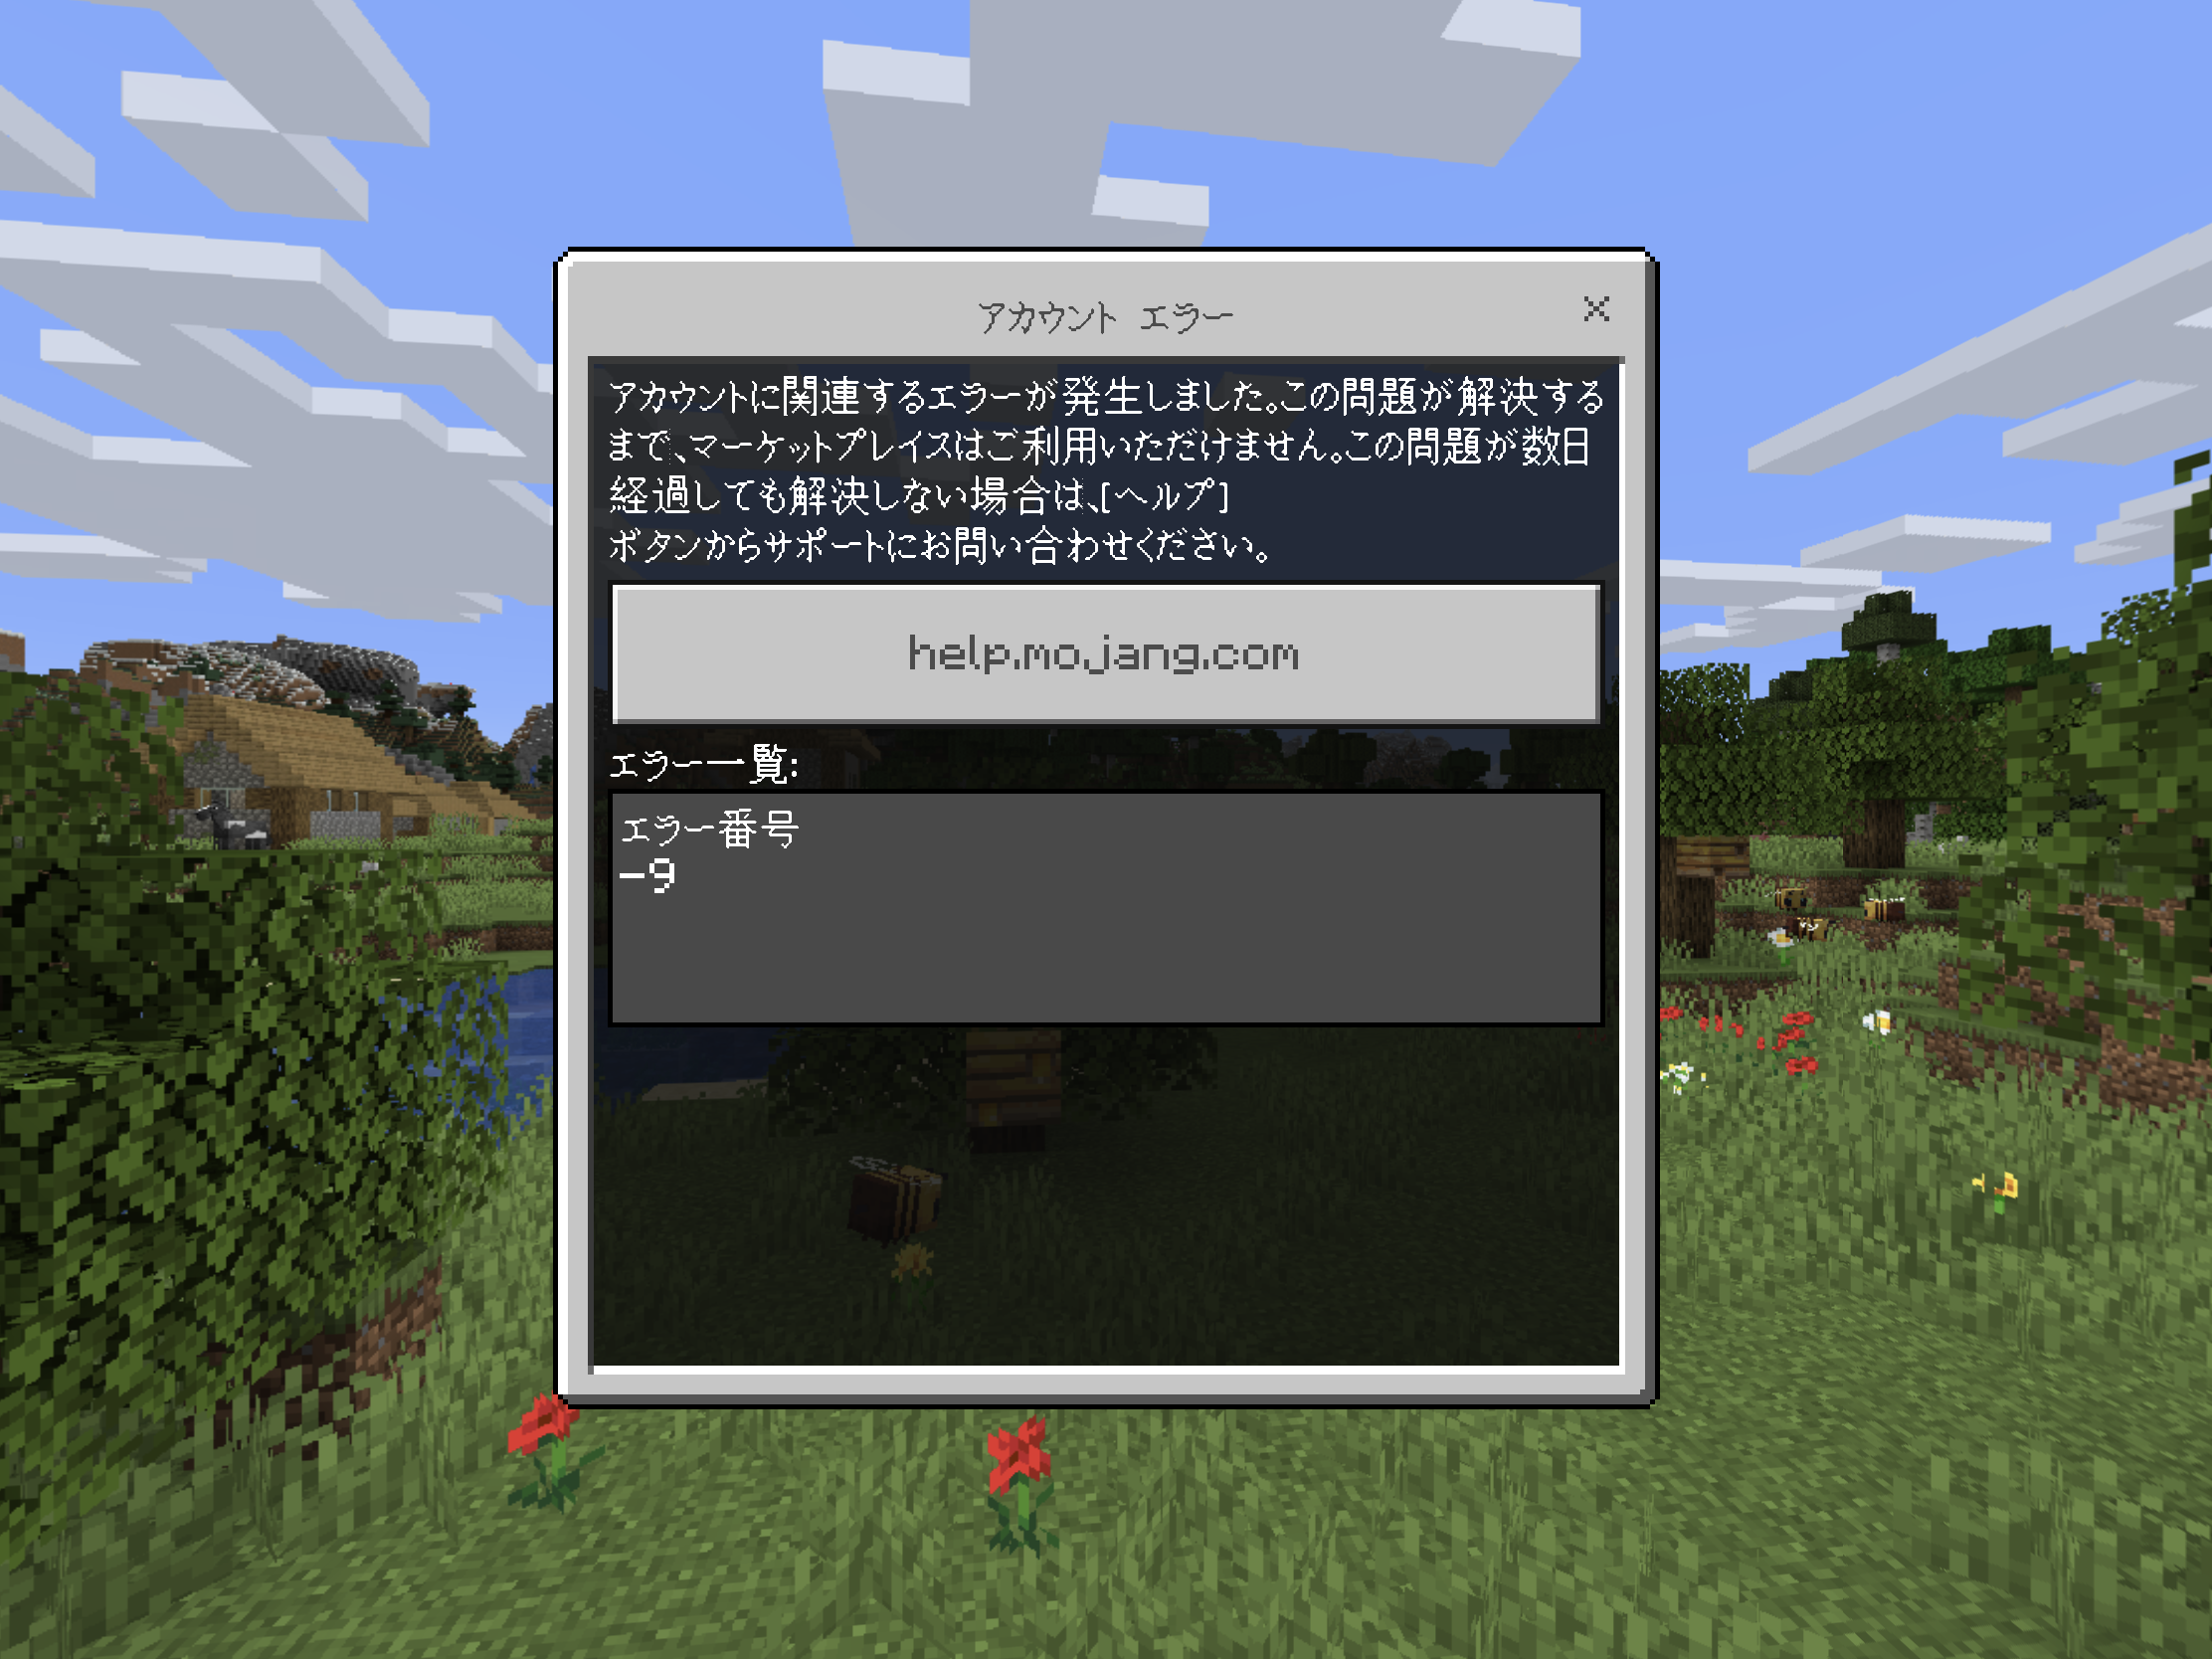 アカウント エラー
アカウントに関連するエラーが発生しました。この問題が解決する
まで、マーケットプレイスはご利用いただけません。この問題が数日
経過しても解決しない場合は、[ヘルプ]
ボタンからサポートにお問い合わせください。
help.mojang.com
エラー一覧:
エラー番号
-9